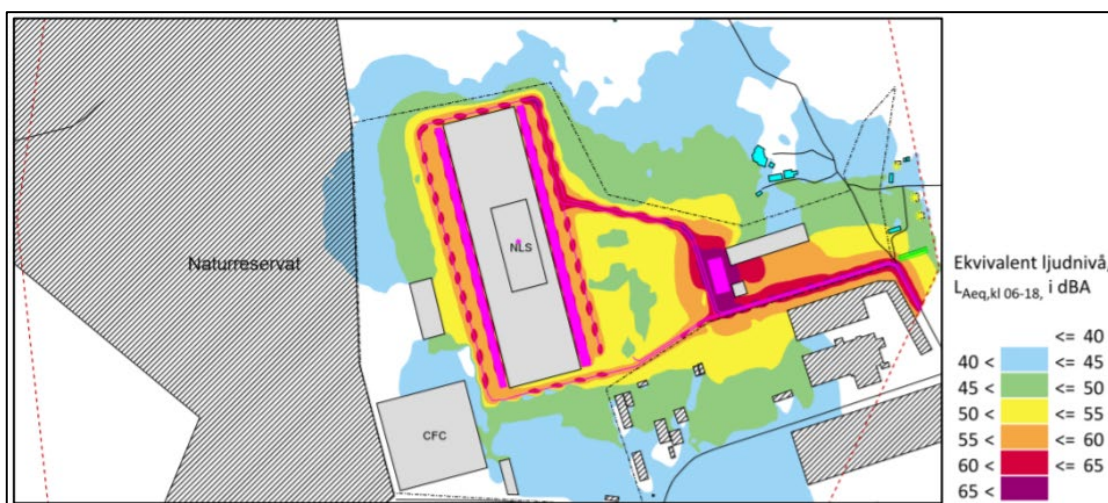 Naturreservat
NLS
CFC
Ekvivalent ljudnivå,
LAeq,kl 06-18, i dBA
<= 40
40 < <= 45
45 < <= 50
50 < <= 55
55 < <= 60
60 < <= 65
65 <